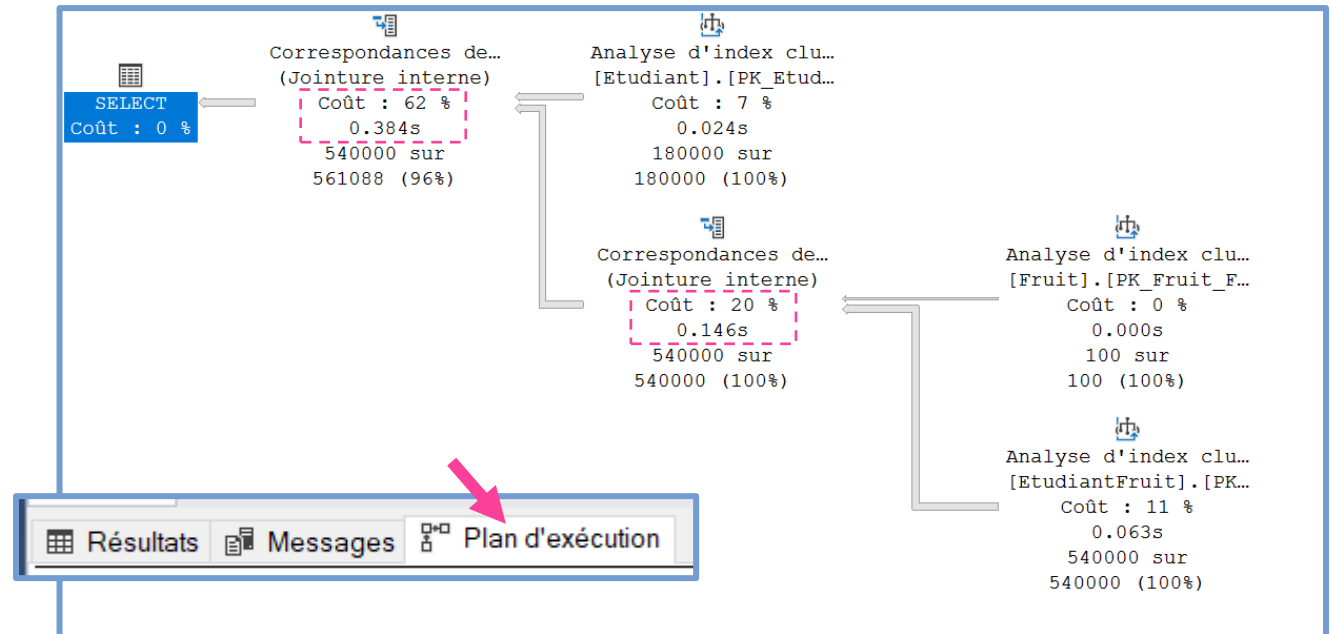 SELECT
Coût : 0 %
Correspondances de…
(Jointure interne)
Coût : 62 %
0.384s
540000 sur
561088 (96%)
Analyse d'index clu…
[Etudiant].[PK_Etud…
Coût : 7 %
0.024s
180000 sur
180000 (100%)
Correspondances de…
(Jointure interne)
Coût : 20 %
0.146s
540000 sur
540000 (100%)
Analyse d'index clu…
[Fruit].[PK_Fruit_F…
Coût : 0 %
0.000s
100 sur
100 (100%)
Analyse d'index clu…
[EtudiantFruit].[PK…
Coût : 11 %
0.063s
540000 sur
540000 (100%)
Résultats Messages Plan d'exécution